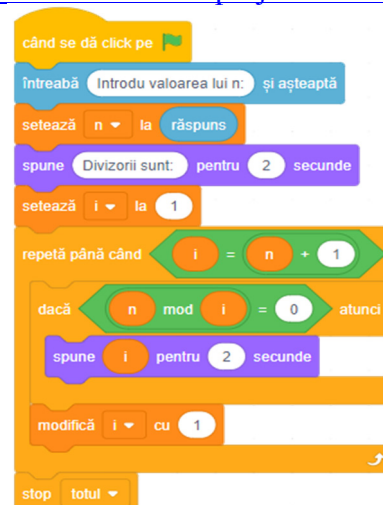 când se dă click pe
întreabă Introdu valoarea lui n: și așteaptă
setează n la răspuns
spune Divizorii sunt: pentru 2 secunde
setează i la 1
repetă până când i = n + 1
dacă n mod i = 0 atunci
spune i pentru 2 secunde
modifică i cu 1
stop totul